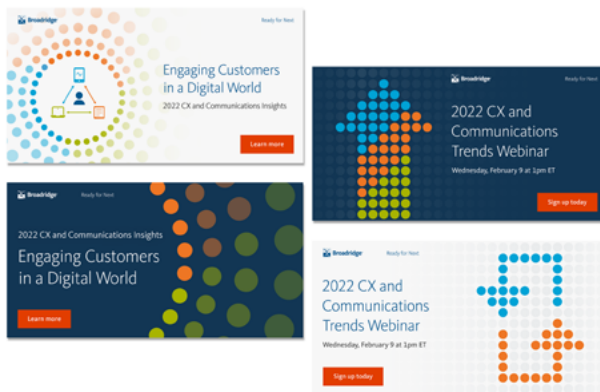 Broadridge
Ready for Next
Engaging Customers
in a Digital World
2022 CX and Communications Insights
Learn more
Broadridge
Ready for Next
2022 CX and
Communications
Trends Webinar
Wednesday, February 9 at 1pm ET
Sign up today
Broadridge
Ready for Next
2022 CX and Communications Insights
Engaging Customers
in a Digital World
Learn more
Broadridge
Ready for Next
2022 CX and
Communications
Trends Webinar
Wednesday, February 9 at 1pm ET
Sign up today